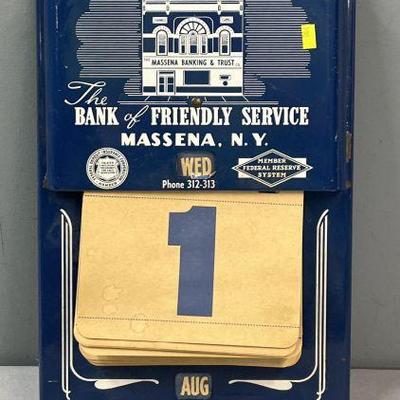 THE MASSENA BANKING & TRUST CO.
The
BANK of FRIENDLY SERVICE
MASSENA, N.Y.
WED
Phone 312-313
MEMBER
FEDERAL RESERVE
SYSTEM
1
AUG